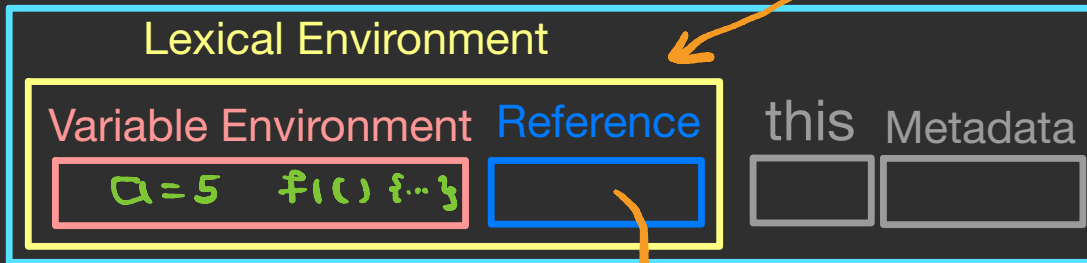 Lexical Environment
Variable Environment Reference this Metadata
a=5 f1() {...}